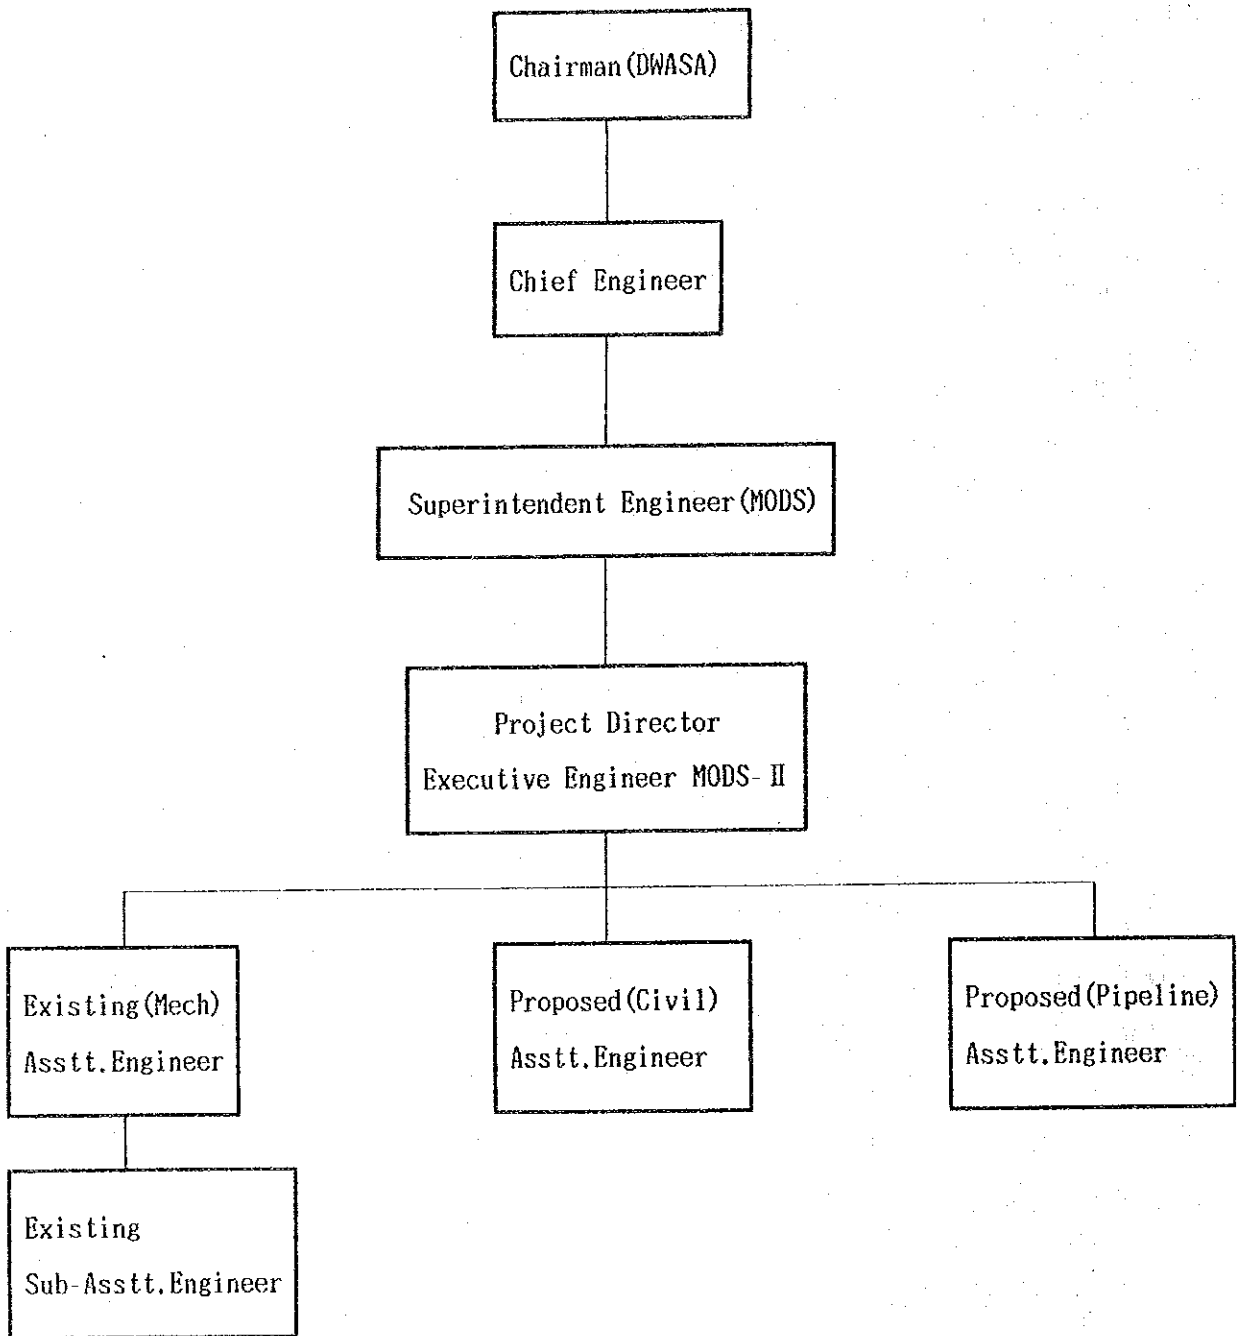 Chairman(DWASA)
Chief Engineer
Superintendent Engineer(MODS)
Project Director
Executive Engineer MODS-Ⅱ
Existing(Mech)
Asstt.Engineer
Proposed(Civil)
Asstt.Engineer
Proposed(Pipeline)
Asstt.Engineer
Existing
Sub-Asstt.Engineer